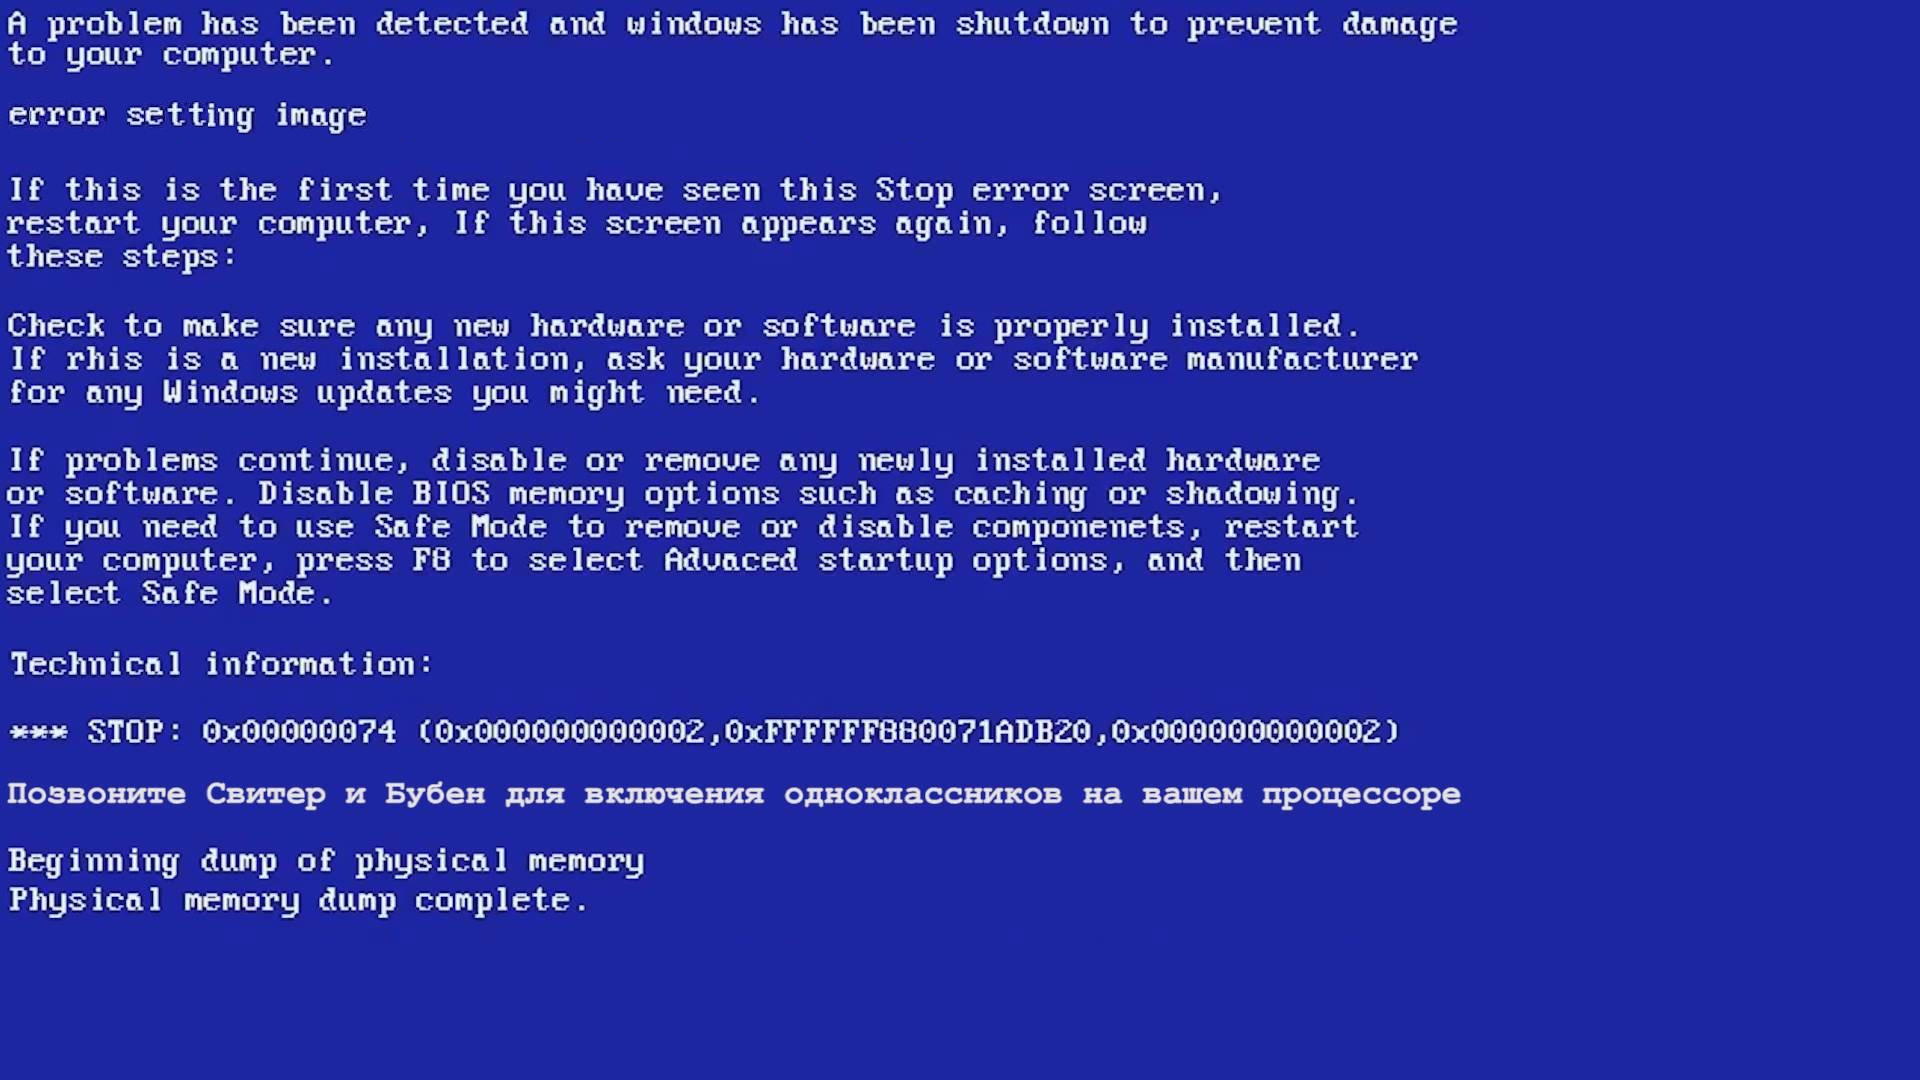 A problem has been detected and windows has been shutdown to prevent damage
to your computer.
error setting image
If this is the first time you have seen this Stop error screen,
restart your computer, If this screen appears again, follow
these steps:
Check to make sure any new hardware or software is properly installed.
If rhis is a new installation, ask your hardware or software manufacturer
for any Windows updates you might need.
If problems continue, disable or remove any newly installed hardware
or software. Disable BIOS memory options such as caching or shadowing.
If you need to use Safe Mode to remove or disable componenets, restart
your computer, press F8 to select Advaced startup options, and then
select Safe Mode.
Technical information:
*** STOP: 0x00000074 (0x000000000002,0xFFFFFF880071ADB20,0x000000000002)
Позвоните Свитер и Бубен для включения одноклассников на вашем процессоре
Beginning dump of physical memory
Physical memory dump complete.